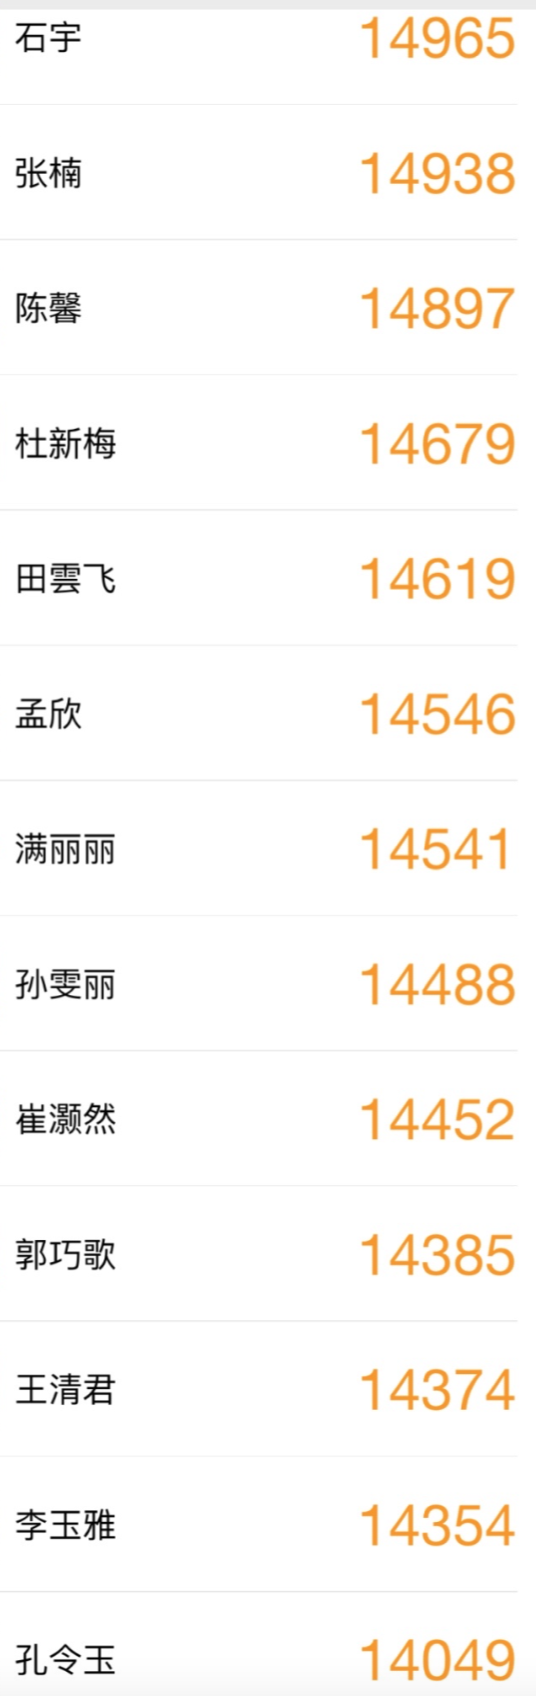 石宇 14965
张楠 14938
陈馨 14897
杜新梅 14679
田雲飞 14619
孟欣 14546
满丽丽 14541
孙雯丽 14488
崔灏然 14452
郭巧歌 14385
王清君 14374
李玉雅 14354
孔令玉 14049